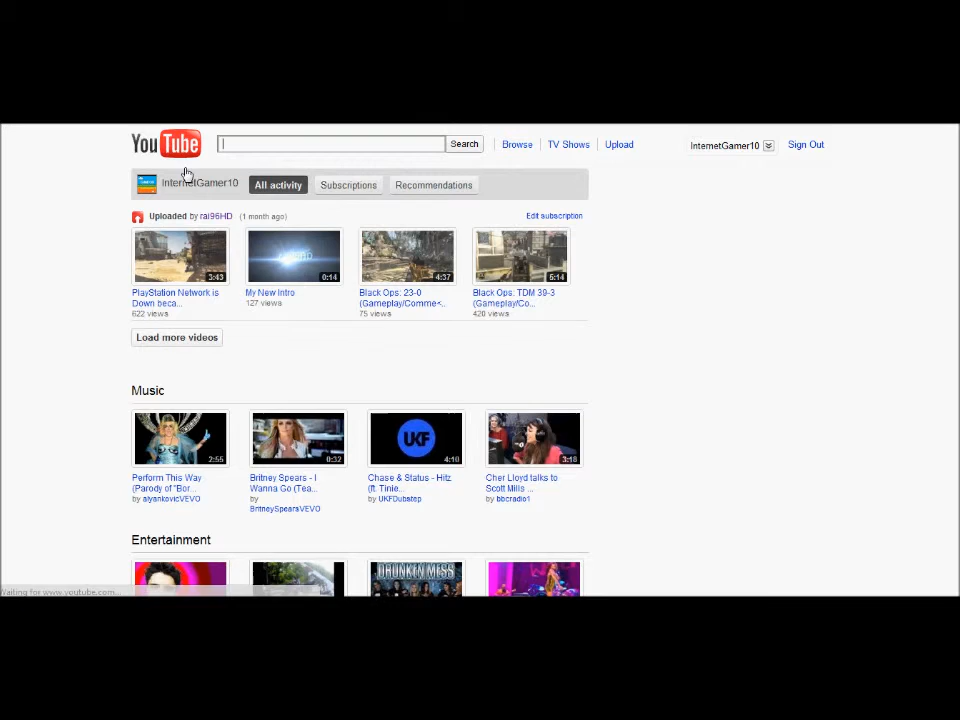 YouTube
Search
Browse
TV Shows
Upload
InternetGamer10
Sign Out
InternetGamer10
All activity
Subscriptions
Recommendations
Uploaded by rai96HD (1 month ago)
Edit subscription
3:43
0:14
4:37
5:14
PlayStation Network is
Down beca...
622 views
My New Intro
127 views
Black Ops: 23-0
(Gameplay/Comme<..
75 views
Black Ops: TDM 39-3
(Gameplay/Co...
420 views
Load more videos
Music
2:55
0:32
UKF
4:10
3:18
Perform This Way
(Parody of "Bor...
by alyankovicVEVO
Britney Spears - I
Wanna Go (Tea...
by
BritneySpearsVEVO
Chase & Status - Hitz
(ft. Tinie...
by UKFDubstep
Cher Lloyd talks to
Scott Mills ...
by bbcradio1
Entertainment
DRUNKEN MESS
Waiting for www.youtube.com...